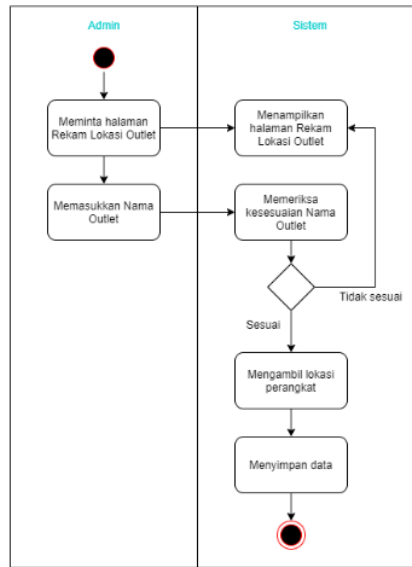 Admin
Sistem
Meminta halaman
Rekam Lokasi Outlet
Menampilkan
halaman Rekam
Lokasi Outlet
Memasukkan Nama
Outlet
Memeriksa
kesesuaian Nama
Outlet
Tidak sesuai
Sesuai
Mengambil lokasi
perangkat
Menyimpan data